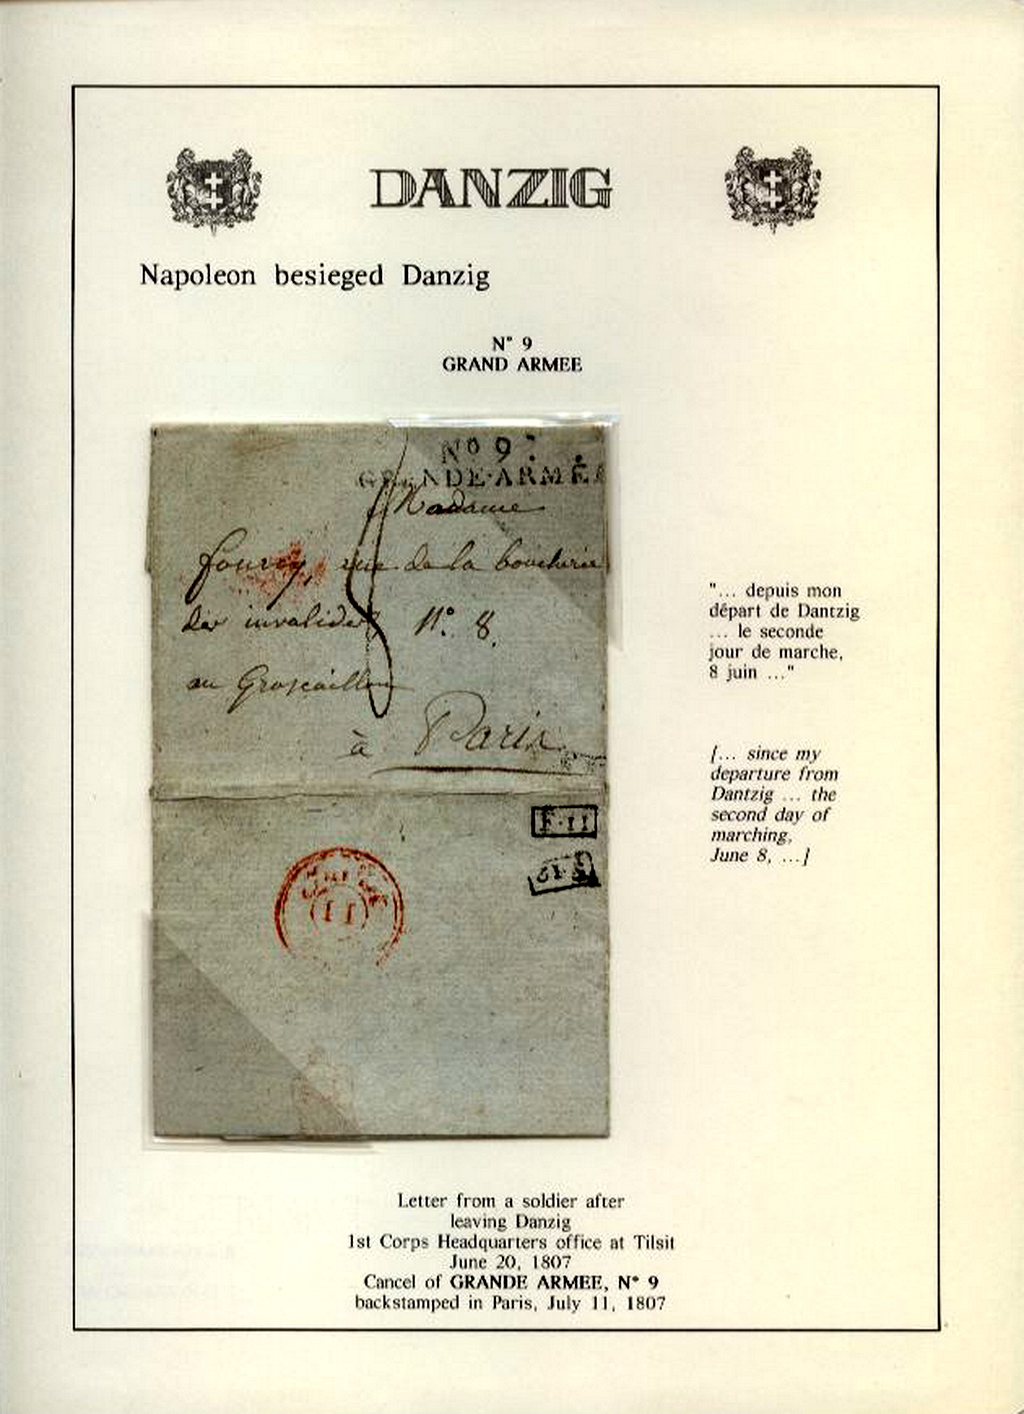 DANZIG
Napoleon besieged Danzig
N° 9
GRAND ARMEE
No 9.
GRANDE-ARMÉE
Madame
fourcy, rue de la boucherie
des invalides, N°. 8.
au Groscaillou
à Paris
F·11
11
"... depuis mon
départ de Dantzig
... le seconde
jour de marche,
8 juin ..."
[... since my
departure from
Dantzig ... the
second day of
marching,
June 8, ...]
Letter from a soldier after
leaving Danzig
1st Corps Headquarters office at Tilsit
June 20, 1807
Cancel of GRANDE ARMEE, N° 9
backstamped in Paris, July 11, 1807